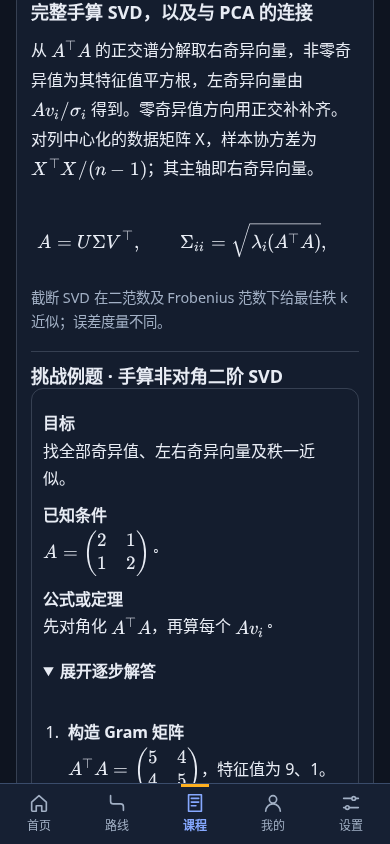 完整手算 SVD，以及与 PCA 的连接
从 A⊤A 的正交谱分解取右奇异向量，非零奇
异值为其特征值平方根，左奇异向量由
Avᵢ/σᵢ 得到。零奇异值方向用正交补补齐。
对列中心化的数据矩阵 X，样本协方差为
X⊤X/(n − 1)；其主轴即右奇异向量。
A = UΣV⊤, Σᵢᵢ = √λᵢ(A⊤A),
截断 SVD 在二范数及 Frobenius 范数下给最佳秩 k
近似；误差度量不同。
挑战例题 · 手算非对角二阶 SVD
目标
找全部奇异值、左右奇异向量及秩一近
似。
已知条件
A = (2 1
1 2)。
公式或定理
先对角化 A⊤A，再算每个 Avᵢ。
▼ 展开逐步解答
1. 构造 Gram 矩阵
A⊤A = (5 4
4 5)，特征值为 9、1。
首页 路线 课程 我的 设置